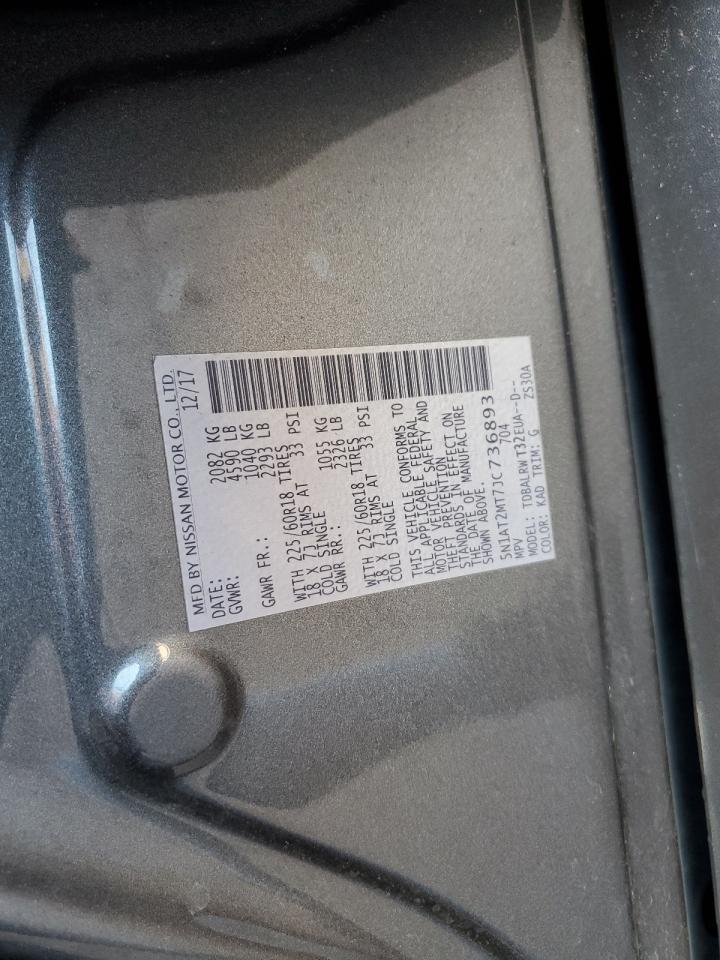 MFD BY NISSAN MOTOR CO., LTD.
DATE: 12/17
GVWR: 2082 KG
4590 LB
GAWR FR.: 1040 KG
2293 LB
WITH 225/60R18 TIRES
18 X 7J RIMS AT 33 PSI
COLD SINGLE
GAWR RR.: 1055 KG
2326 LB
WITH 225/60R18 TIRES
18 X 7J RIMS AT 33 PSI
COLD SINGLE
THIS VEHICLE CONFORMS TO
ALL APPLICABLE FEDERAL
MOTOR VEHICLE SAFETY AND
THEFT PREVENTION
STANDARDS IN EFFECT ON
THE DATE OF MANUFACTURE
SHOWN ABOVE.
5N1AT2MT7JC736893
MPV 704
MODEL: TDBALRWT32EUA--D--
COLOR: KAD TRIM: G ZS30A